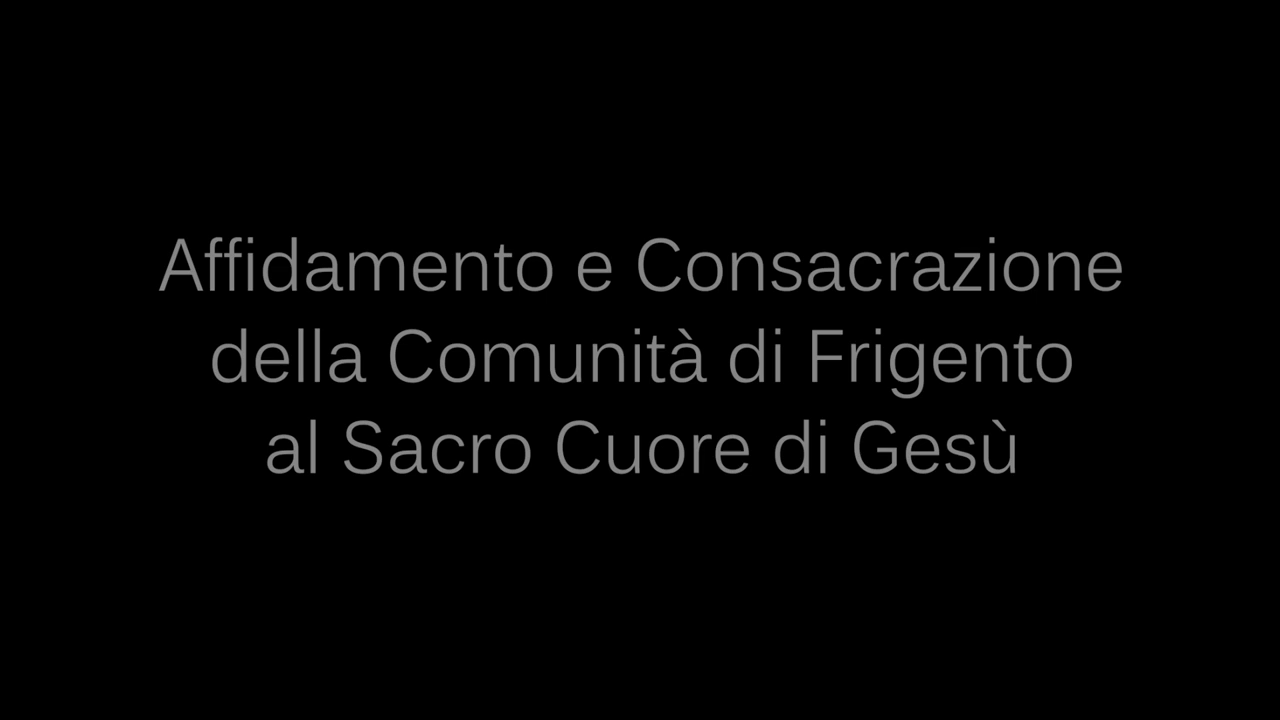 Affidamento e Consacrazione
della Comunità di Frigento
al Sacro Cuore di Gesù